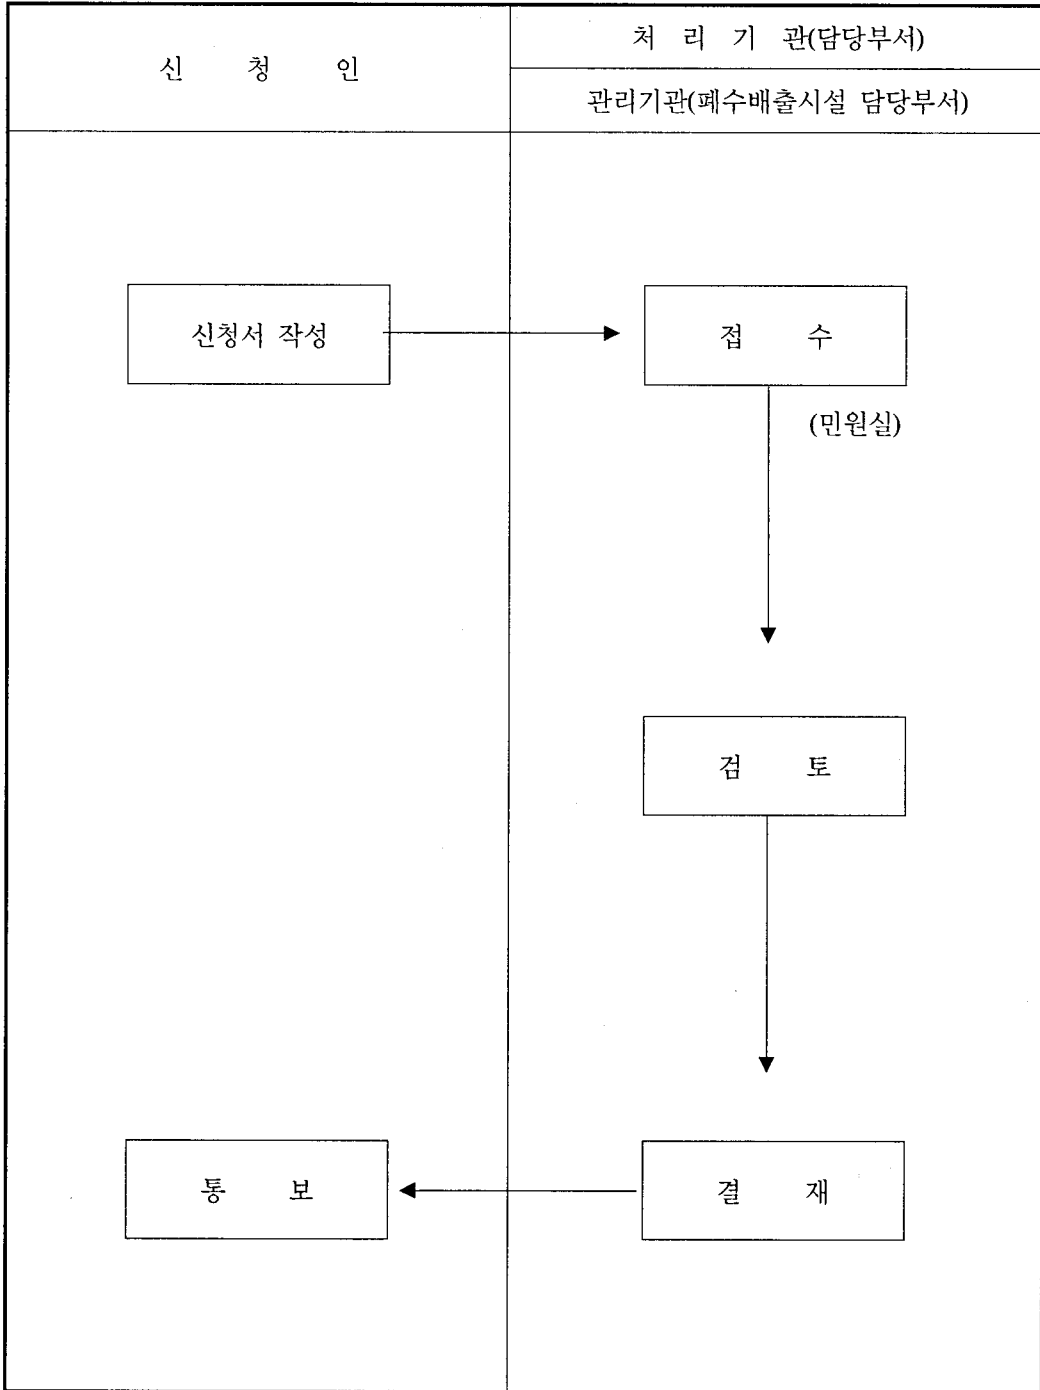 신 청 인
처 리 기 관(담당부서)
관리기관(폐수배출시설 담당부서)
신청서 작성
접 수
(민원실)
검 토
통 보
결 재